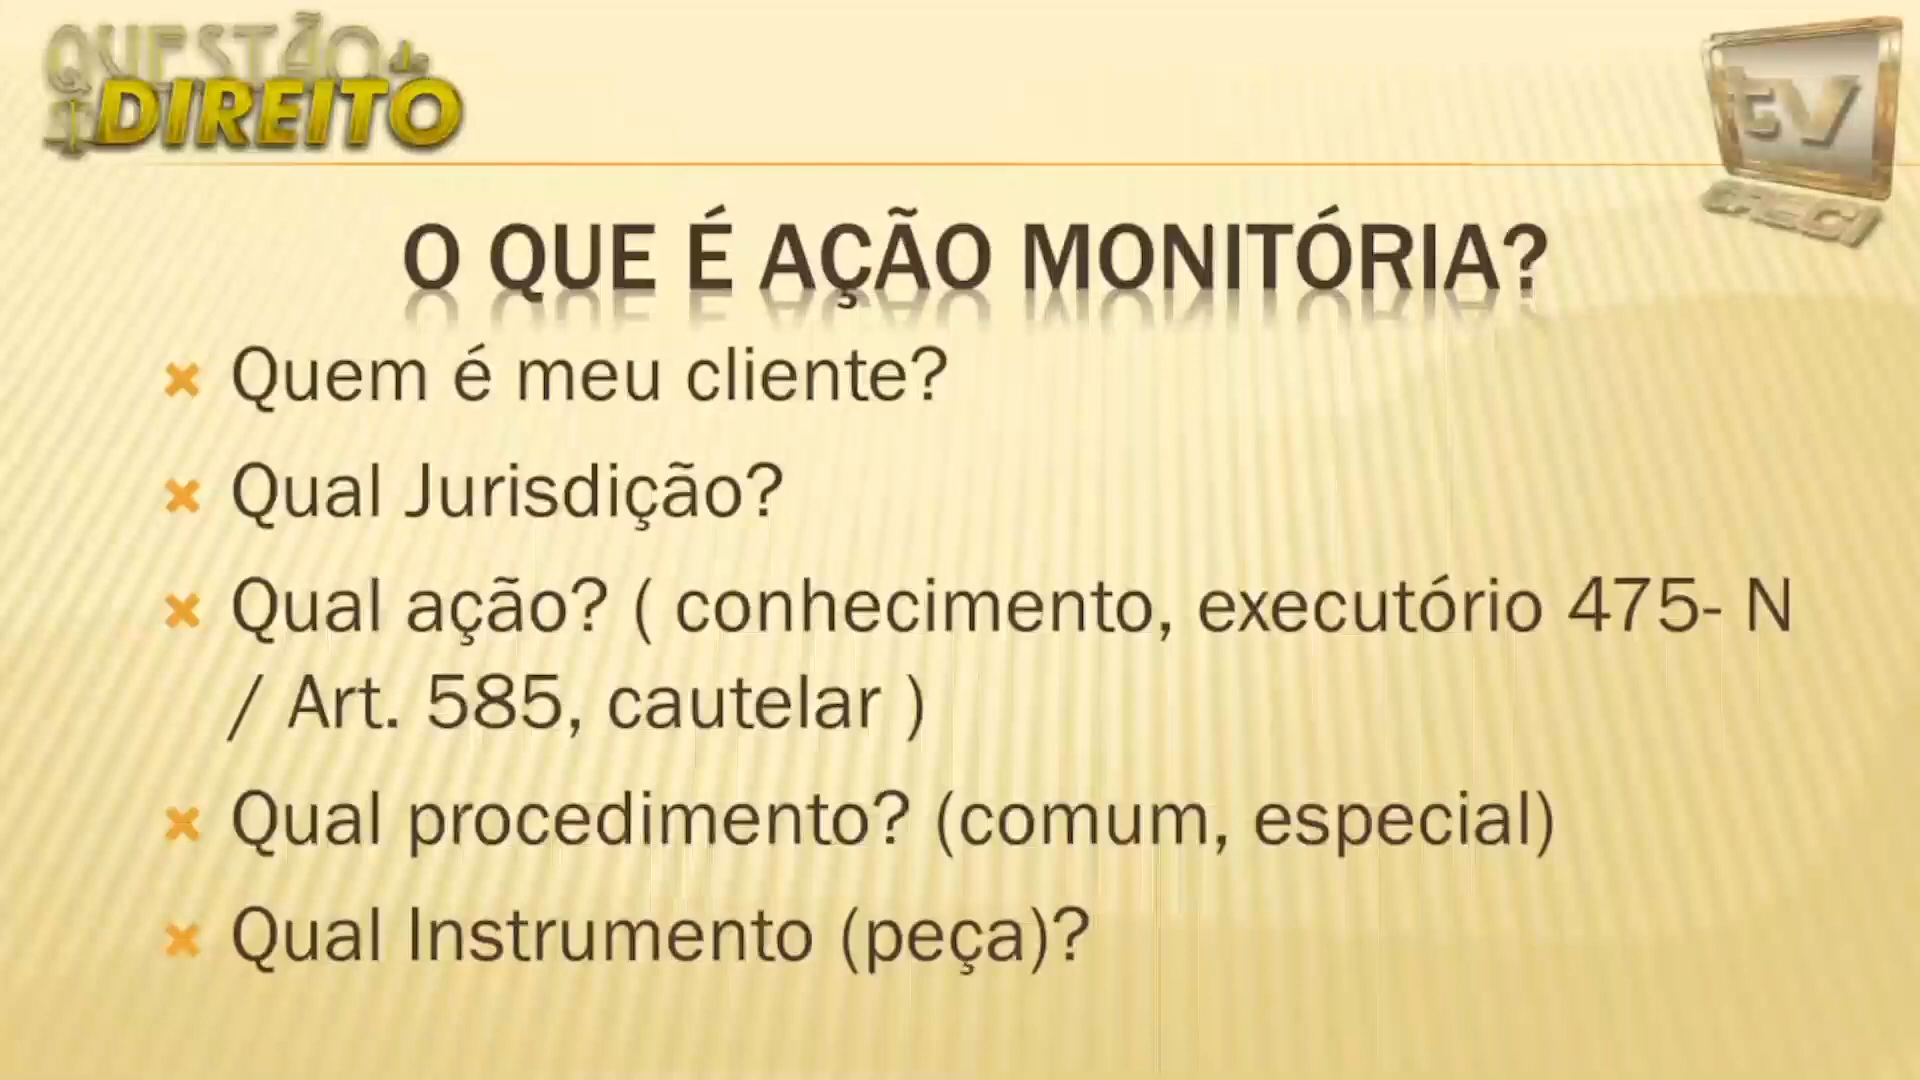 QUESTÃO de
DIREITO
tv
CRECI
O QUE É AÇÃO MONITÓRIA?
Quem é meu cliente?
Qual Jurisdição?
Qual ação? ( conhecimento, executório 475- N
/ Art. 585, cautelar )
Qual procedimento? (comum, especial)
Qual Instrumento (peça)?